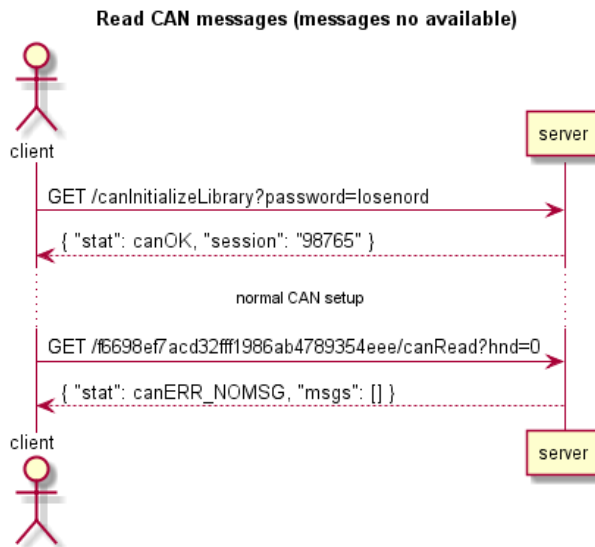 Read CAN messages (messages no available)
client
server
GET /canInitializeLibrary?password=losenord
{ "stat": canOK, "session": "98765" }
normal CAN setup
GET /f6698ef7acd32fff1986ab4789354eee/canRead?hnd=0
{ "stat": canERR_NOMSG, "msgs": [] }
client
server